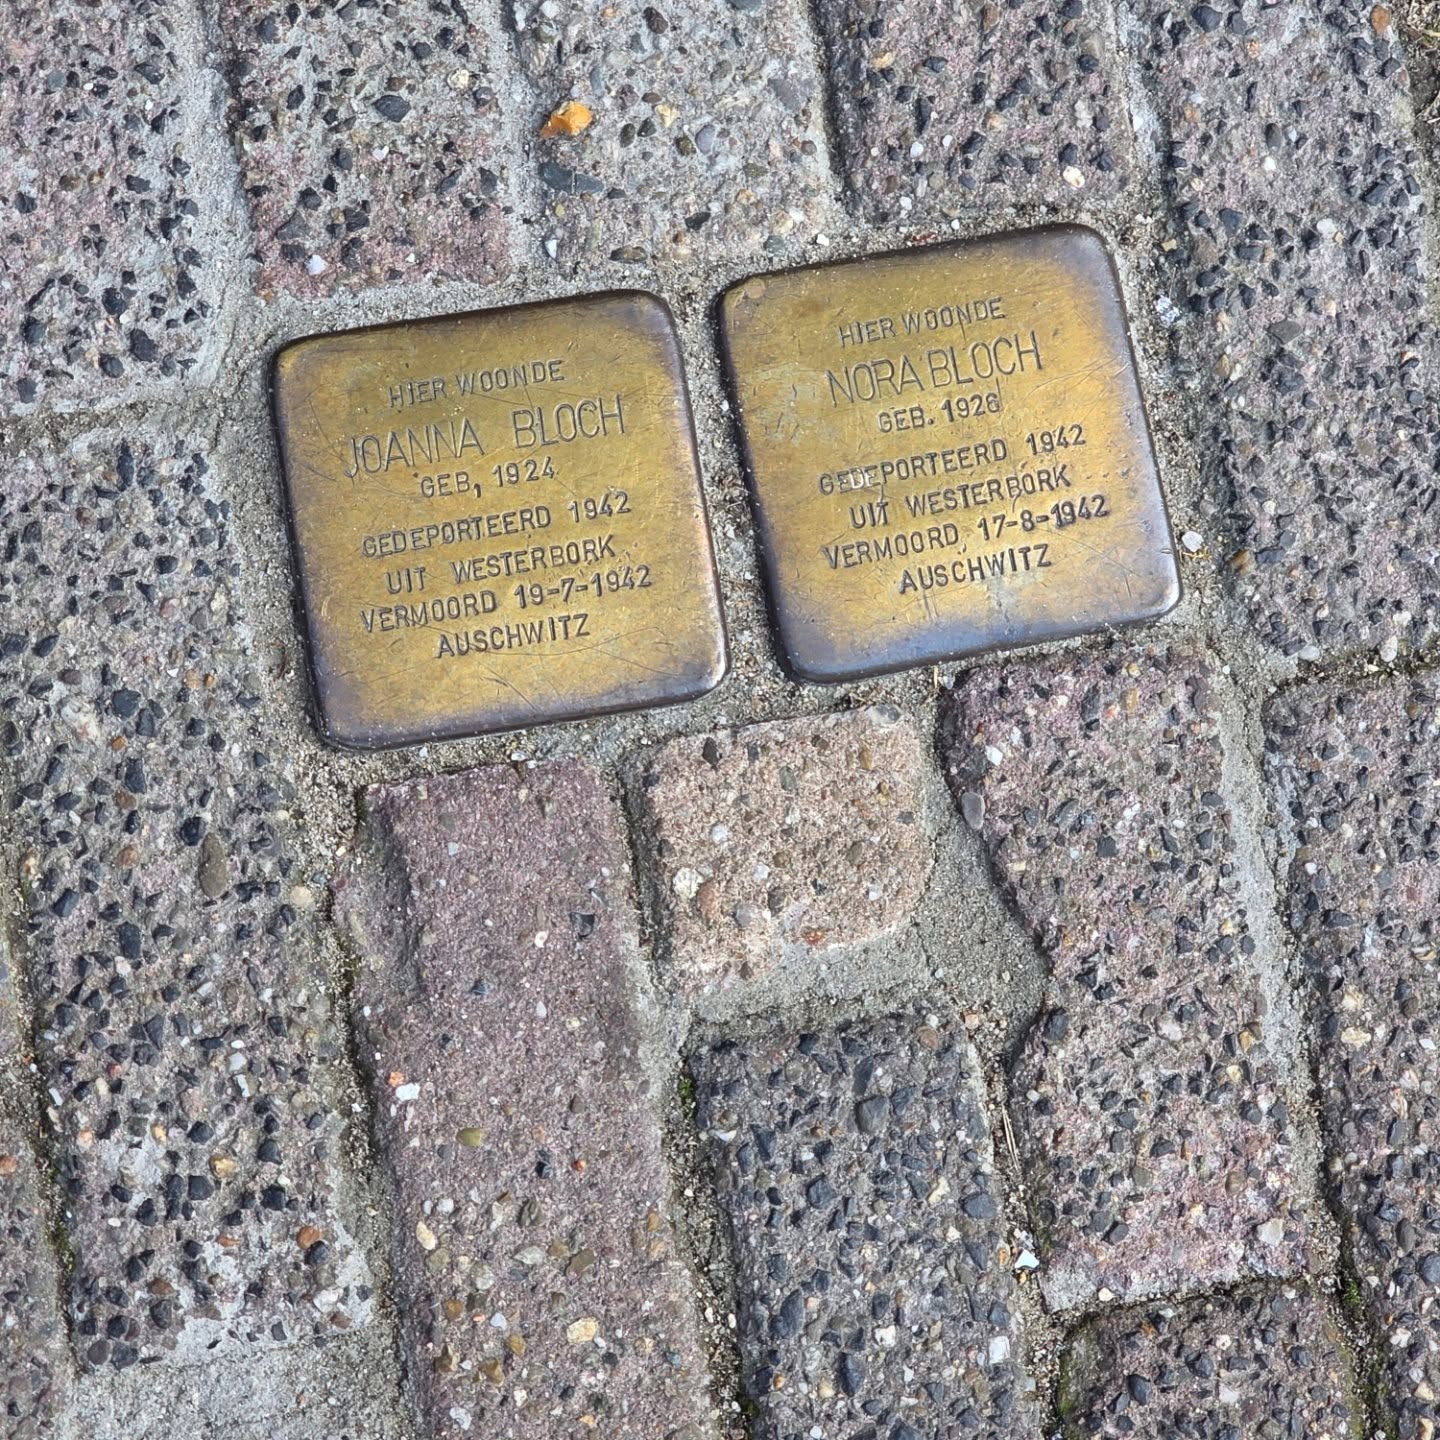 HIER WOONDE
JOANNA BLOCH
GEB, 1924
GEDEPORTEERD 1942
UIT WESTERBORK
VERMOORD 19-7-1942
AUSCHWITZ
HIER WOONDE
NORA BLOCH
GEB. 1926
GEDEPORTEERD 1942
UIT WESTERBORK
VERMOORD 17-8-1942
AUSCHWITZ